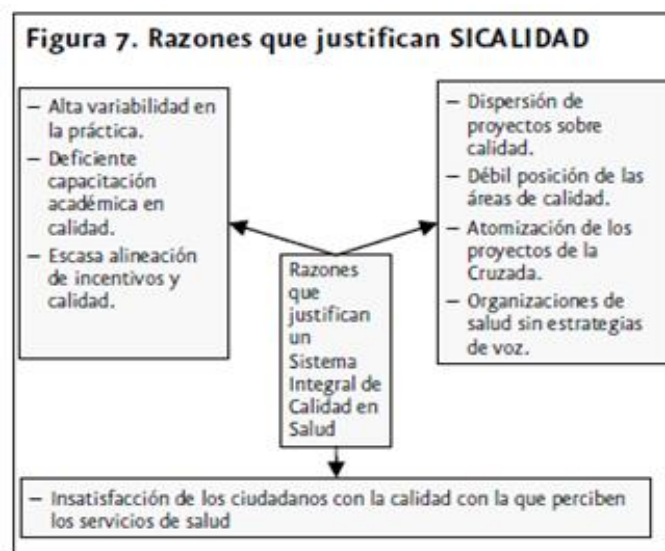 Figura 7. Razones que justifican SICALIDAD
– Alta variabilidad en
la práctica.
– Deficiente
capacitación
académica en
calidad.
– Escasa alineación
de incentivos y
calidad.
– Dispersión de
proyectos sobre
calidad.
– Débil posición de las
áreas de calidad.
– Atomización de los
proyectos de la
Cruzada.
– Organizaciones de
salud sin estrategias
de voz.
Razones
que
justifican
un
Sistema
Integral de
Calidad en
Salud
– Insatisfacción de los ciudadanos con la calidad con la que perciben
los servicios de salud